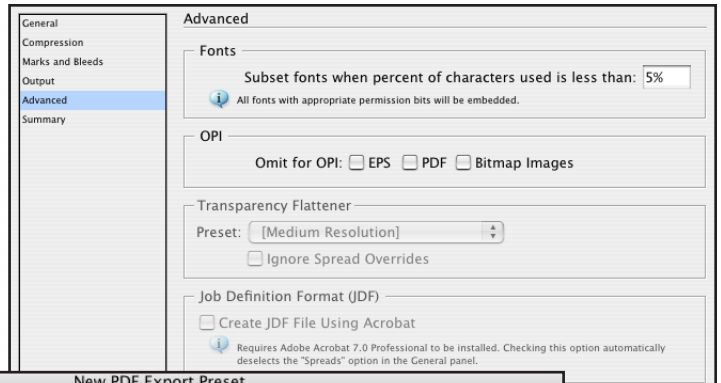 General
Compression
Marks and Bleeds
Output
Advanced
Summary
Advanced
Fonts
Subset fonts when percent of characters used is less than: 5%
All fonts with appropriate permission bits will be embedded.
OPI
Omit for OPI: EPS PDF Bitmap Images
Transparency Flattener
Preset: [Medium Resolution]
Ignore Spread Overrides
Job Definition Format (JDF)
Create JDF File Using Acrobat
Requires Adobe Acrobat 7.0 Professional to be installed. Checking this option automatically
deselects the "Spreads" option in the General panel.
New PDF Export Preset